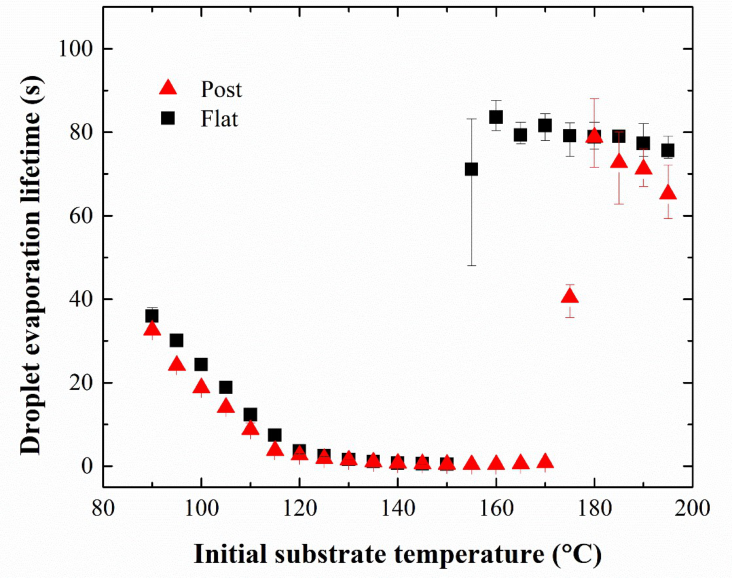 Droplet evaporation lifetime (s)
100
80
60
40
20
0
Post
Flat
80 100 120 140 160 180 200
Initial substrate temperature (°C)